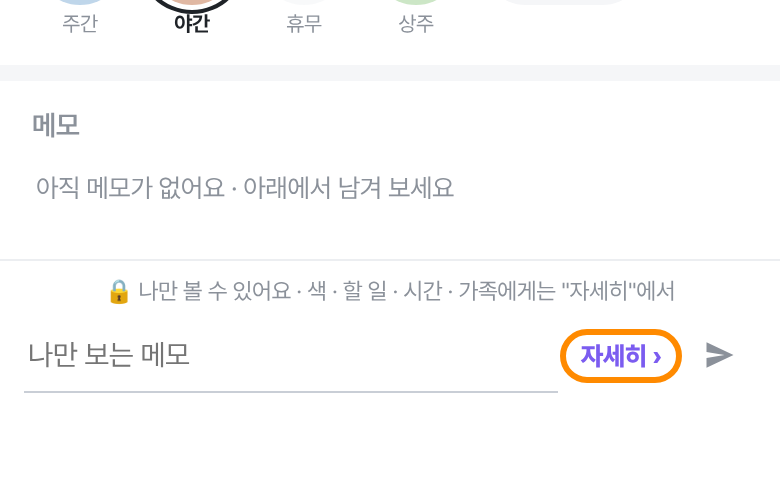 주간 야간 휴무 상주
메모
아직 메모가 없어요 · 아래에서 남겨 보세요
🔒 나만 볼 수 있어요 · 색 · 할 일 · 시간 · 가족에게는 "자세히"에서
나만 보는 메모 자세히 ›